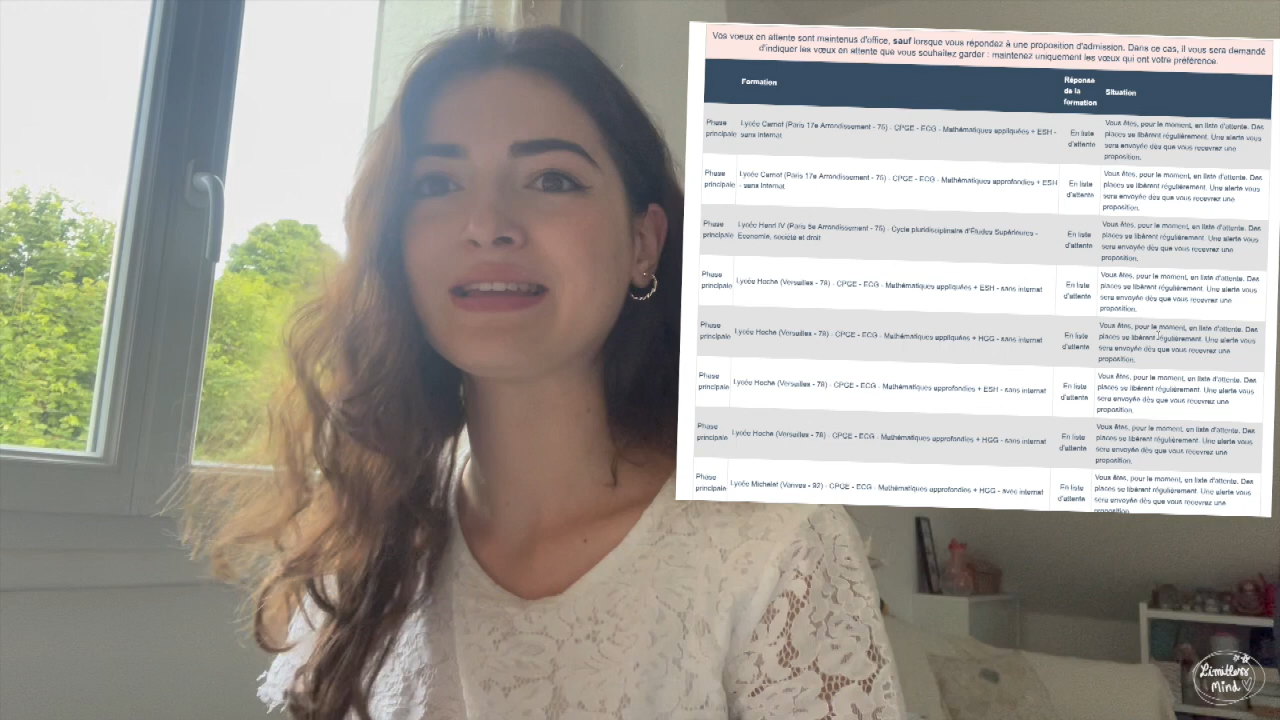 Vos voeux en attente sont maintenus d'office, sauf lorsque vous répondez à une proposition d'admission. Dans ce cas, il vous sera demandé
d'indiquer les vœux en attente que vous souhaitez garder : maintenez uniquement les vœux qui ont votre préférence.
Formation
Réponse
de la
formation
Situation
Phase
principale
Lycée Carnot (Paris 17e Arrondissement - 75) - CPGE - ECG - Mathématiques appliquées + ESH -
sans internat
En liste
d'attente
Vous êtes, pour le moment, en liste d'attente. Des
places se libèrent régulièrement. Une alerte vous
sera envoyée dès que vous recevrez une
proposition.
Phase
principale
Lycée Carnot (Paris 17e Arrondissement - 75) - CPGE - ECG - Mathématiques approfondies + ESH
- sans internat
En liste
d'attente
Vous êtes, pour le moment, en liste d'attente. Des
places se libèrent régulièrement. Une alerte vous
sera envoyée dès que vous recevrez une
proposition.
Phase
principale
Lycée Henri IV (Paris 5e Arrondissement - 75) - Cycle pluridisciplinaire d'Études Supérieures -
Economie, société et droit
En liste
d'attente
Vous êtes, pour le moment, en liste d'attente. Des
places se libèrent régulièrement. Une alerte vous
sera envoyée dès que vous recevrez une
proposition.
Phase
principale
Lycée Hoche (Versailles - 78) - CPGE - ECG - Mathématiques appliquées + ESH - sans internat
En liste
d'attente
Vous êtes, pour le moment, en liste d'attente. Des
places se libèrent régulièrement. Une alerte vous
sera envoyée dès que vous recevrez une
proposition.
Phase
principale
Lycée Hoche (Versailles - 78) - CPGE - ECG - Mathématiques appliquées + HGG - sans internat
En liste
d'attente
Vous êtes, pour le moment, en liste d'attente. Des
places se libèrent régulièrement. Une alerte vous
sera envoyée dès que vous recevrez une
proposition.
Phase
principale
Lycée Hoche (Versailles - 78) - CPGE - ECG - Mathématiques approfondies + ESH - sans internat
En liste
d'attente
Vous êtes, pour le moment, en liste d'attente. Des
places se libèrent régulièrement. Une alerte vous
sera envoyée dès que vous recevrez une
proposition.
Phase
principale
Lycée Hoche (Versailles - 78) - CPGE - ECG - Mathématiques approfondies + HGG - sans internat
En liste
d'attente
Vous êtes, pour le moment, en liste d'attente. Des
places se libèrent régulièrement. Une alerte vous
sera envoyée dès que vous recevrez une
proposition.
Phase
principale
Lycée Michelet (Vanves - 92) - CPGE - ECG - Mathématiques approfondies + HGG - avec internat
En liste
d'attente
Vous êtes, pour le moment, en liste d'attente. Des
places se libèrent régulièrement. Une alerte vous
sera envoyée dès que vous recevrez une
proposition.
Limitless
Mind